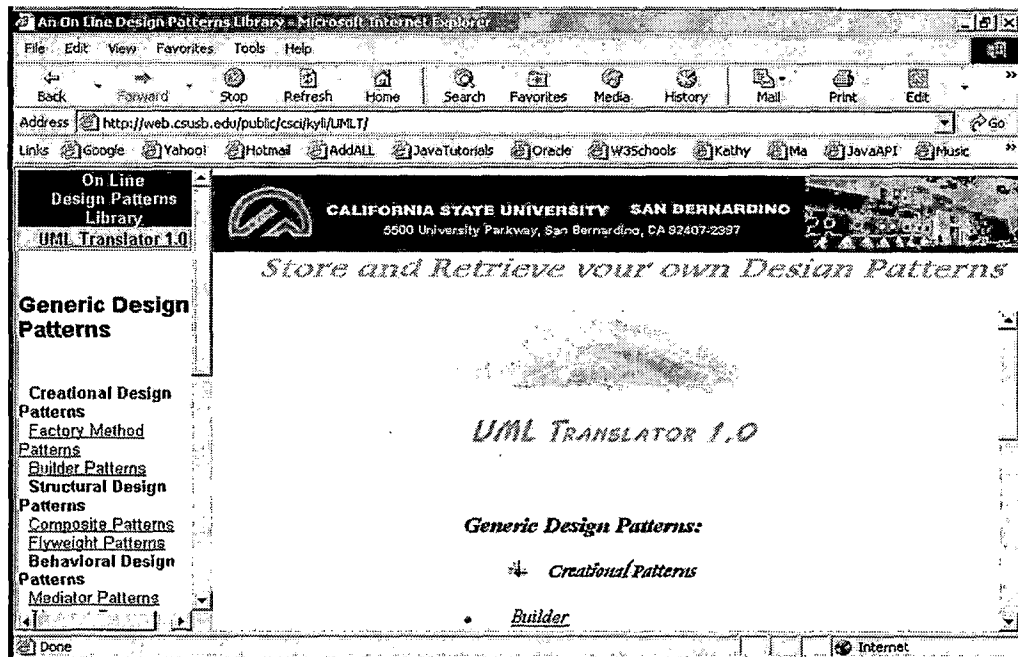 An On Line Design Patterns Library - Microsoft Internet Explorer
File Edit View Favorites Tools Help
Back Forward Stop Refresh Home Search Favorites Media History Mail Print Edit »
Address http://web.csusb.edu/public/csci/kyli/UMLT/ Go
Links Google Yahoo! Hotmail AddALL JavaTutorials Oracle W3Schools Kathy Ma JavaAPI Music »
On Line
Design Patterns
Library
UML Translator 1.0
CALIFORNIA STATE UNIVERSITY SAN BERNARDINO
5500 University Parkway, San Bernardino, CA 92407-2397
Store and Retrieve your own Design Patterns
Generic Design
Patterns
Creational Design
Patterns
Factory Method
Patterns
Builder Patterns
Structural Design
Patterns
Composite Patterns
Flyweight Patterns
Behavioral Design
Patterns
Mediator Patterns
UML TRANSLATOR 1.0
Generic Design Patterns:
Creational Patterns
• Builder
Done Internet